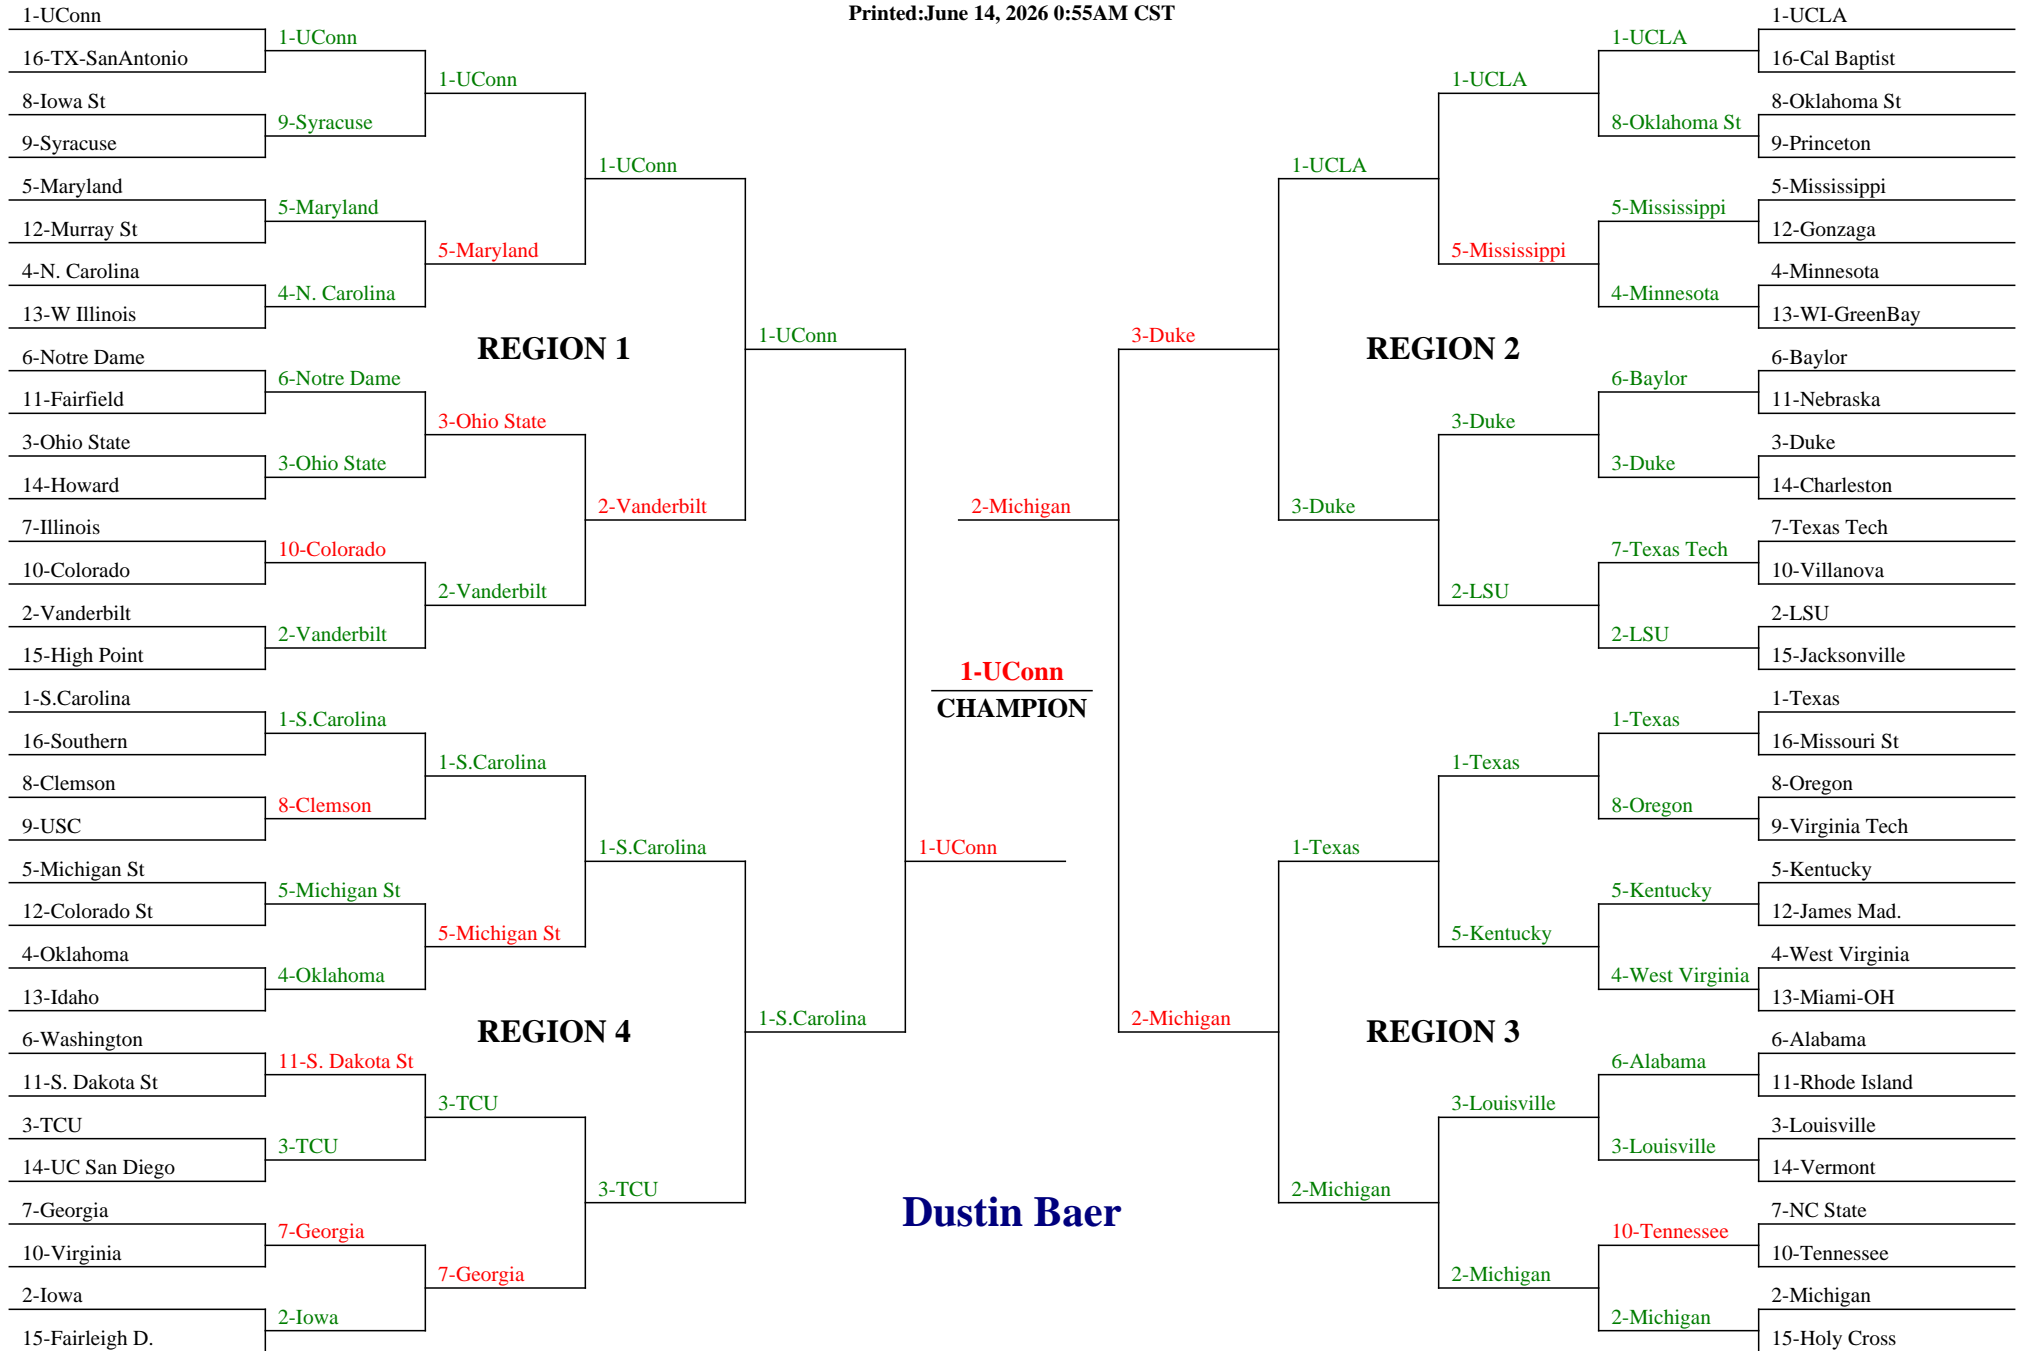 Printed:June 14, 2026 0:55AM CST
1-UConn
16-TX-SanAntonio
8-Iowa St
9-Syracuse
5-Maryland
12-Murray St
4-N. Carolina
13-W Illinois
6-Notre Dame
11-Fairfield
3-Ohio State
14-Howard
7-Illinois
10-Colorado
2-Vanderbilt
15-High Point
1-S.Carolina
16-Southern
8-Clemson
9-USC
5-Michigan St
12-Colorado St
4-Oklahoma
13-Idaho
6-Washington
11-S. Dakota St
3-TCU
14-UC San Diego
7-Georgia
10-Virginia
2-Iowa
15-Fairleigh D.
1-UConn
9-Syracuse
5-Maryland
4-N. Carolina
6-Notre Dame
3-Ohio State
10-Colorado
2-Vanderbilt
1-S.Carolina
8-Clemson
5-Michigan St
4-Oklahoma
11-S. Dakota St
3-TCU
7-Georgia
2-Iowa
1-UConn
5-Maryland
3-Ohio State
2-Vanderbilt
1-S.Carolina
5-Michigan St
3-TCU
7-Georgia
REGION 1
REGION 4
1-UConn
2-Vanderbilt
1-S.Carolina
3-TCU
1-UConn
1-S.Carolina
1-UConn
1-UConn
CHAMPION
Dustin Baer
2-Michigan
3-Duke
2-Michigan
1-UCLA
3-Duke
1-Texas
2-Michigan
REGION 2
REGION 3
1-UCLA
5-Mississippi
3-Duke
2-LSU
1-Texas
5-Kentucky
3-Louisville
2-Michigan
1-UCLA
8-Oklahoma St
5-Mississippi
4-Minnesota
6-Baylor
3-Duke
7-Texas Tech
2-LSU
1-Texas
8-Oregon
5-Kentucky
4-West Virginia
6-Alabama
3-Louisville
10-Tennessee
2-Michigan
1-UCLA
16-Cal Baptist
8-Oklahoma St
9-Princeton
5-Mississippi
12-Gonzaga
4-Minnesota
13-WI-GreenBay
6-Baylor
11-Nebraska
3-Duke
14-Charleston
7-Texas Tech
10-Villanova
2-LSU
15-Jacksonville
1-Texas
16-Missouri St
8-Oregon
9-Virginia Tech
5-Kentucky
12-James Mad.
4-West Virginia
13-Miami-OH
6-Alabama
11-Rhode Island
3-Louisville
14-Vermont
7-NC State
10-Tennessee
2-Michigan
15-Holy Cross